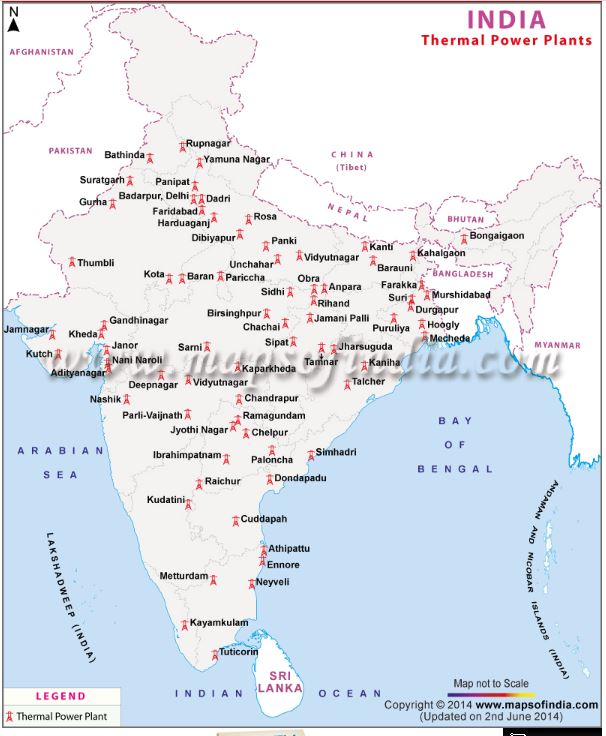 N
INDIA
Thermal Power Plants
AFGHANISTAN
PAKISTAN
CHINA
(Tibet)
NEPAL
BHUTAN
BANGLADESH
MYANMAR
Rupnagar
Bathinda
Yamuna Nagar
Suratgarh
Panipat
Badarpur, Delhi
Dadri
Gurha
Faridabad
Harduaganj
Rosa
Dibiyapur
Bongaigaon
Panki
Kanti
Unchahar
Vidyutnagar
Kahalgaon
Thumbli
Barauni
Kota
Baran
Pariccha
Obra
Sidhi
Anpara
Farakka
Murshidabad
Rihand
Suri
Durgapur
Birsinghpur
Jamani Palli
Puruliya
Gandhinagar
Chachai
Hoogly
Jamnagar
Kheda
Mecheda
Sipat
Janor
Sarni
Jharsuguda
Kutch
Nani Naroli
Tamnar
Adityanagar
Kaparkheda
Kaniha
www.mapsofindia.com
Deepnagar
Vidyutnagar
Talcher
Nashik
Chandrapur
Parli-Vaijnath
Ramagundam
Jyothi Nagar
Chelpur
Ibrahimpatnam
Paloncha
Simhadri
Raichur
Dondapadu
Kudatini
Cuddapah
Athipattu
Ennore
Metturdam
Neyveli
Kayamkulam
Tuticorin
ARABIAN
SEA
BAY
OF
BENGAL
LAKSHADWEEP (INDIA)
ANDAMAN AND NICOBAR ISLANDS (INDIA)
SRI
LANKA
INDIAN OCEAN
LEGEND
Thermal Power Plant
Map not to Scale
Copyright © 2014 www.mapsofindia.com
(Updated on 2nd June 2014)